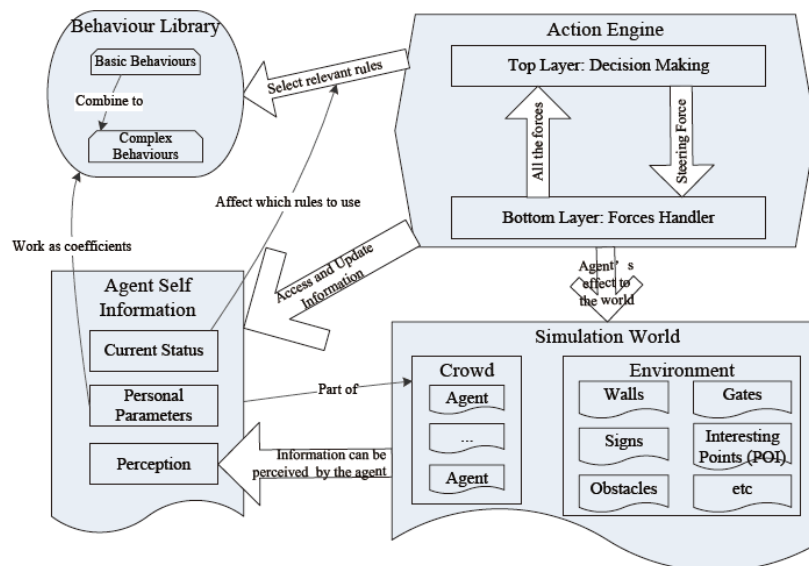 Behaviour Library
Basic Behaviours
Combine to
Complex
Behaviours
Select relevant rules
Action Engine
Top Layer: Decision Making
All the forces
Steering Force
Bottom Layer: Forces Handler
Affect which rules to use
Work as coefficients
Access and Update
Information
Agent's
effect to
the world
Agent Self
Information
Current Status
Personal
Parameters
Perception
Part of
Information can be
perceived by the agent
Simulation World
Crowd
Agent
...
Agent
Environment
Walls
Gates
Signs
Interesting
Points (POI)
Obstacles
etc